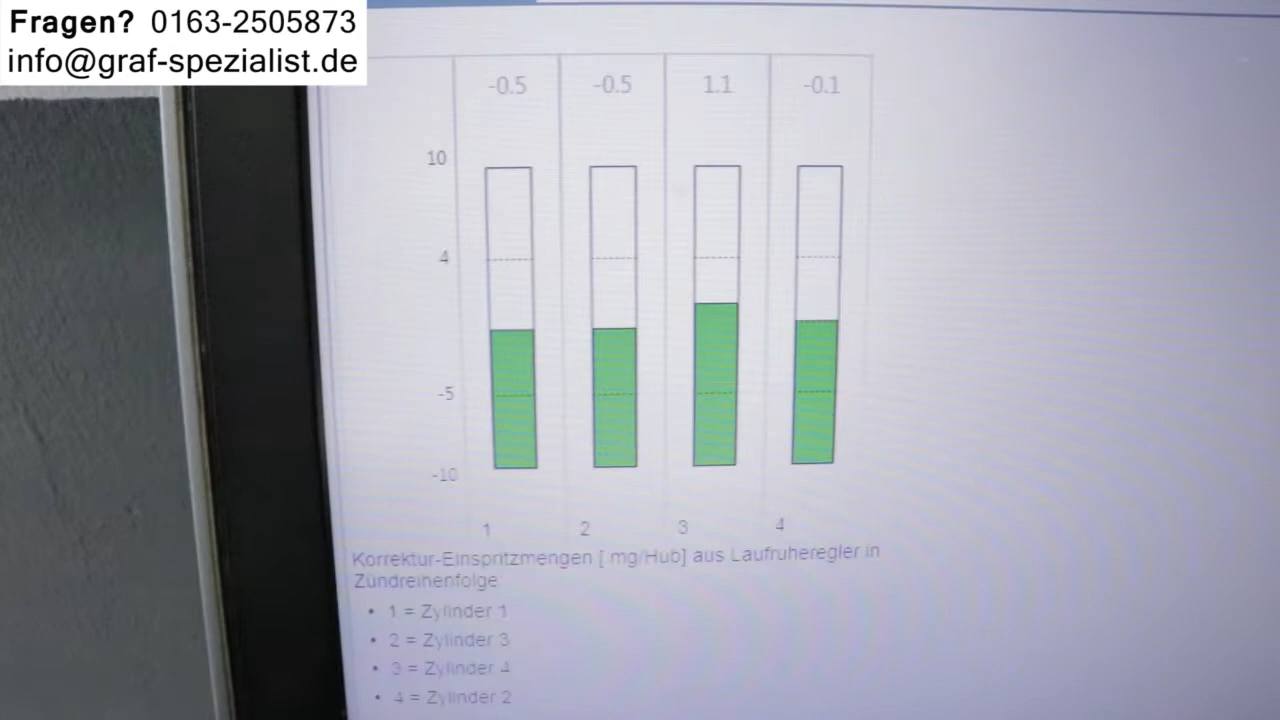 Fragen? 0163-2505873
info@graf-spezialist.de
-0.5 -0.5 1.1 -0.1
10
4
-5
-10
1 2 3 4
Korrektur-Einspritzmengen [ mg/Hub] aus Laufruheregler in
Zündreihenfolge:
• 1 = Zylinder 1
• 2 = Zylinder 3
• 3 = Zylinder 4
• 4 = Zylinder 2